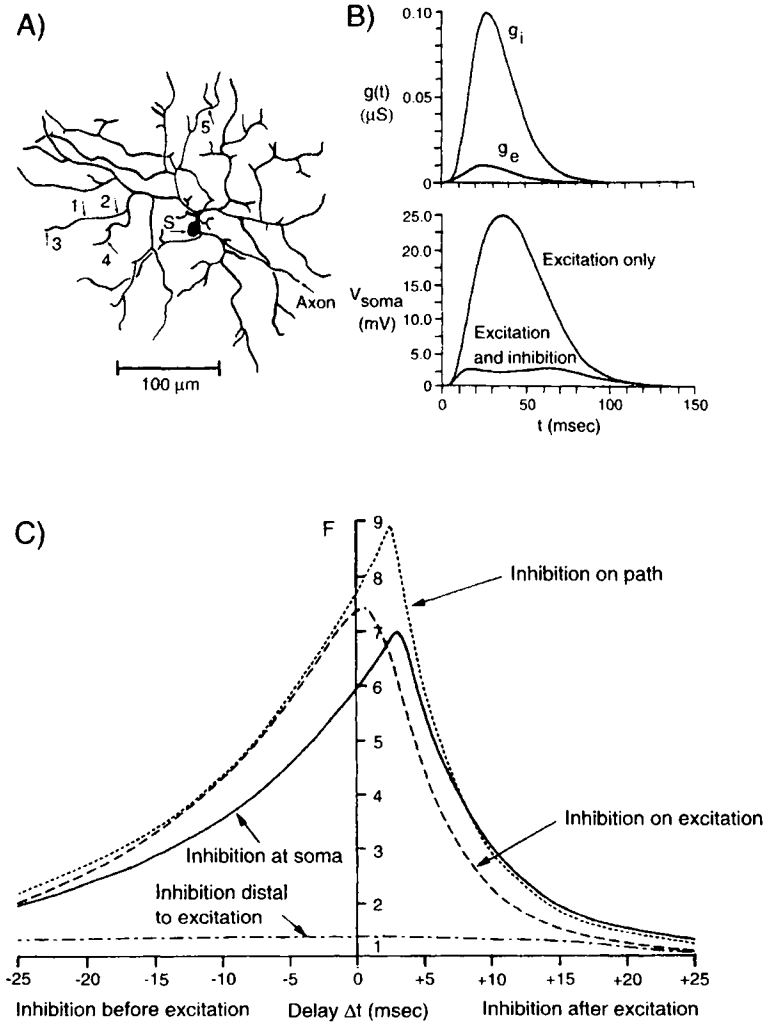 A)
5
1
2
S
3
4
Axon
100 μm
B)
0.10
g(t)
(μS)
0.05
0
g_i
g_e
25.0
20.0
15.0
10.0
5.0
0
V_soma
(mV)
Excitation only
Excitation
and inhibition
0
50
100
150
t (msec)
C)
F
9
8
7
6
5
4
3
2
1
Inhibition on path
Inhibition on excitation
Inhibition at soma
Inhibition distal
to excitation
-25
-20
-15
-10
-5
0
+5
+10
+15
+20
+25
Inhibition before excitation
Delay Δt (msec)
Inhibition after excitation